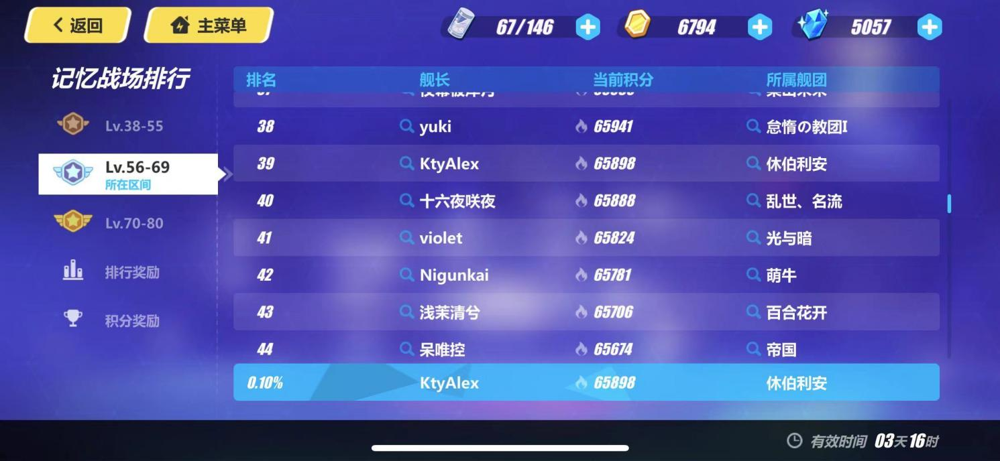 返回 主菜单 67/146 6794 5057
记忆战场排行
Lv.38-55
Lv.56-69
所在区间
Lv.70-80
排行奖励
积分奖励
排名 舰长 当前积分 所属舰团
38 yuki 65941 怠惰の教团I
39 KtyAlex 65898 休伯利安
40 十六夜咲夜 65888 乱世、名流
41 violet 65824 光与暗
42 Nigunkai 65781 萌牛
43 浅茉清兮 65706 百合花开
44 呆唯控 65674 帝国
0.10% KtyAlex 65898 休伯利安
有效时间 03天16时